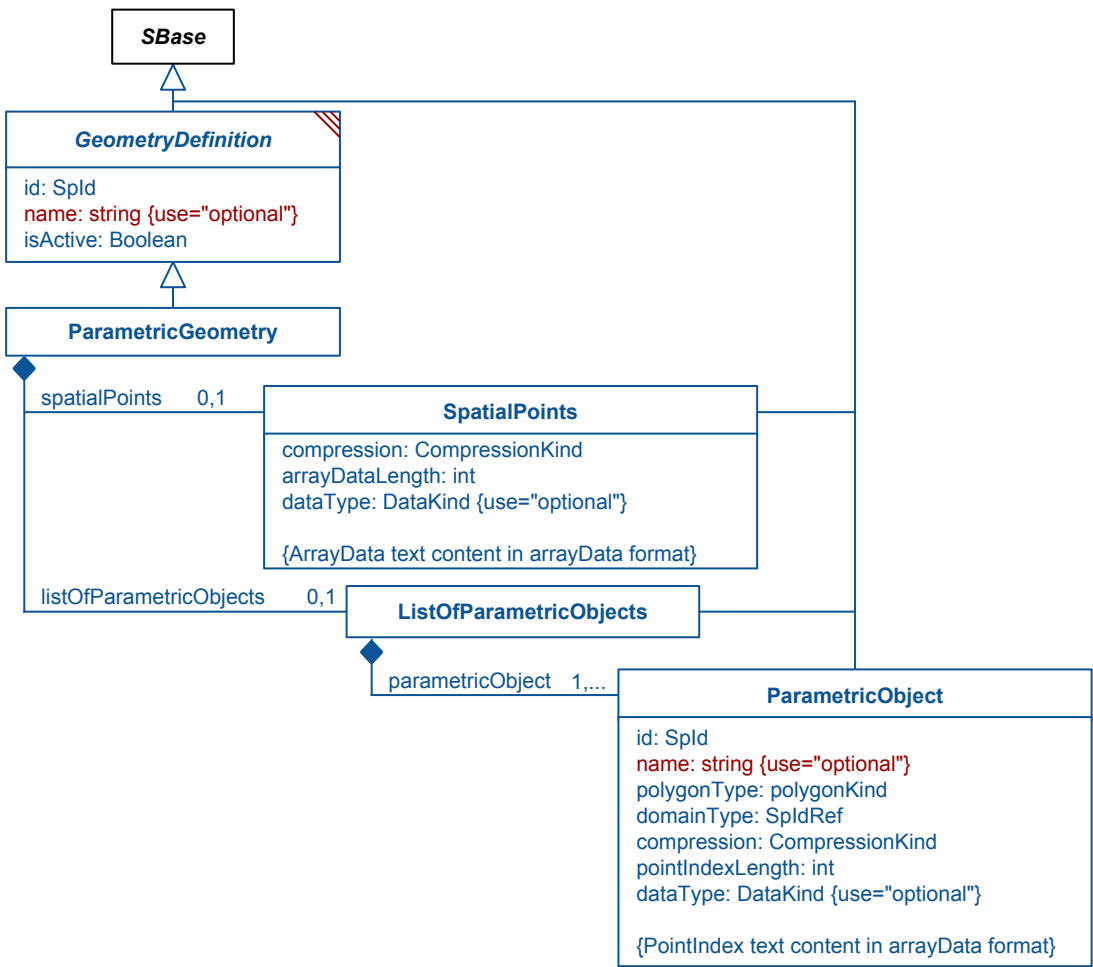 SBase
GeometryDefinition
id: SpId
name: string {use="optional"}
isActive: Boolean
ParametricGeometry
spatialPoints 0,1
SpatialPoints
compression: CompressionKind
arrayDataLength: int
dataType: DataKind {use="optional"}
{ArrayData text content in arrayData format}
listOfParametricObjects 0,1
ListOfParametricObjects
parametricObject 1,...
ParametricObject
id: SpId
name: string {use="optional"}
polygonType: polygonKind
domainType: SpIdRef
compression: CompressionKind
pointIndexLength: int
dataType: DataKind {use="optional"}
{PointIndex text content in arrayData format}